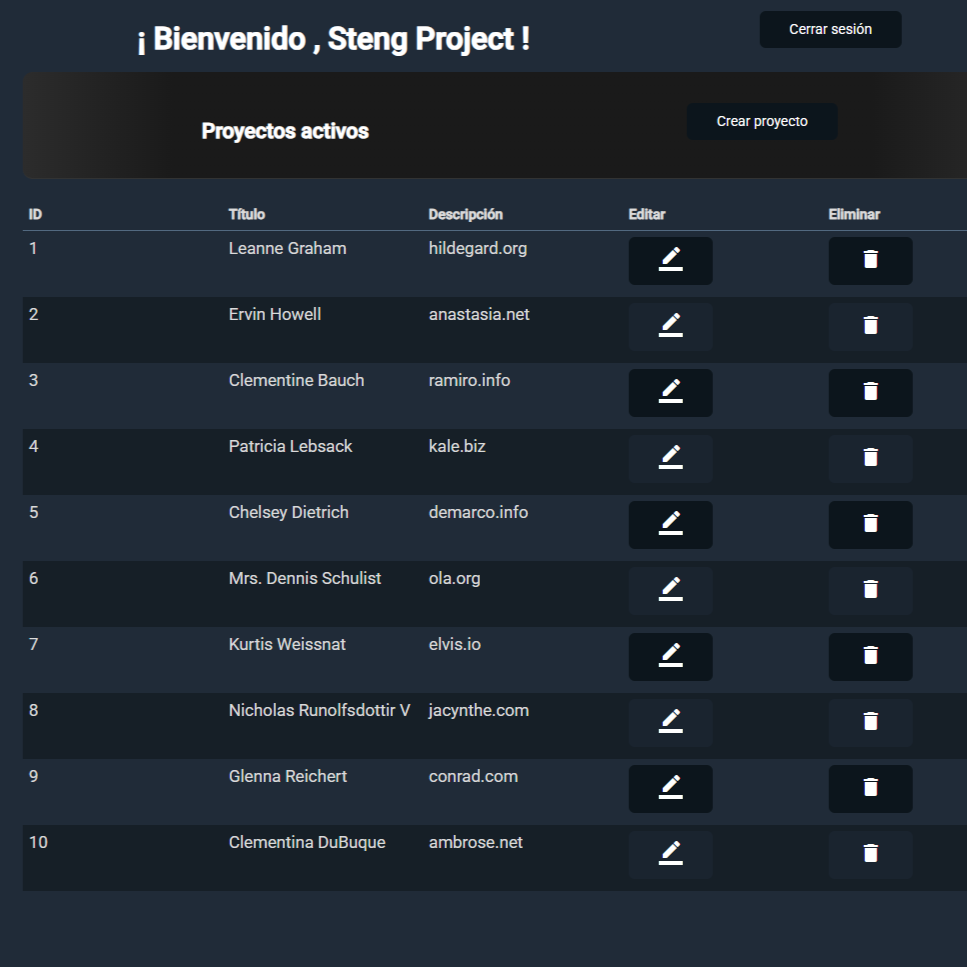 ¡ Bienvenido , Steng Project !
Cerrar sesión
Proyectos activos
Crear proyecto
ID Título Descripción Editar Eliminar
1 Leanne Graham hildegard.org
2 Ervin Howell anastasia.net
3 Clementine Bauch ramiro.info
4 Patricia Lebsack kale.biz
5 Chelsey Dietrich demarco.info
6 Mrs. Dennis Schulist ola.org
7 Kurtis Weissnat elvis.io
8 Nicholas Runolfsdottir V jacynthe.com
9 Glenna Reichert conrad.com
10 Clementina DuBuque ambrose.net